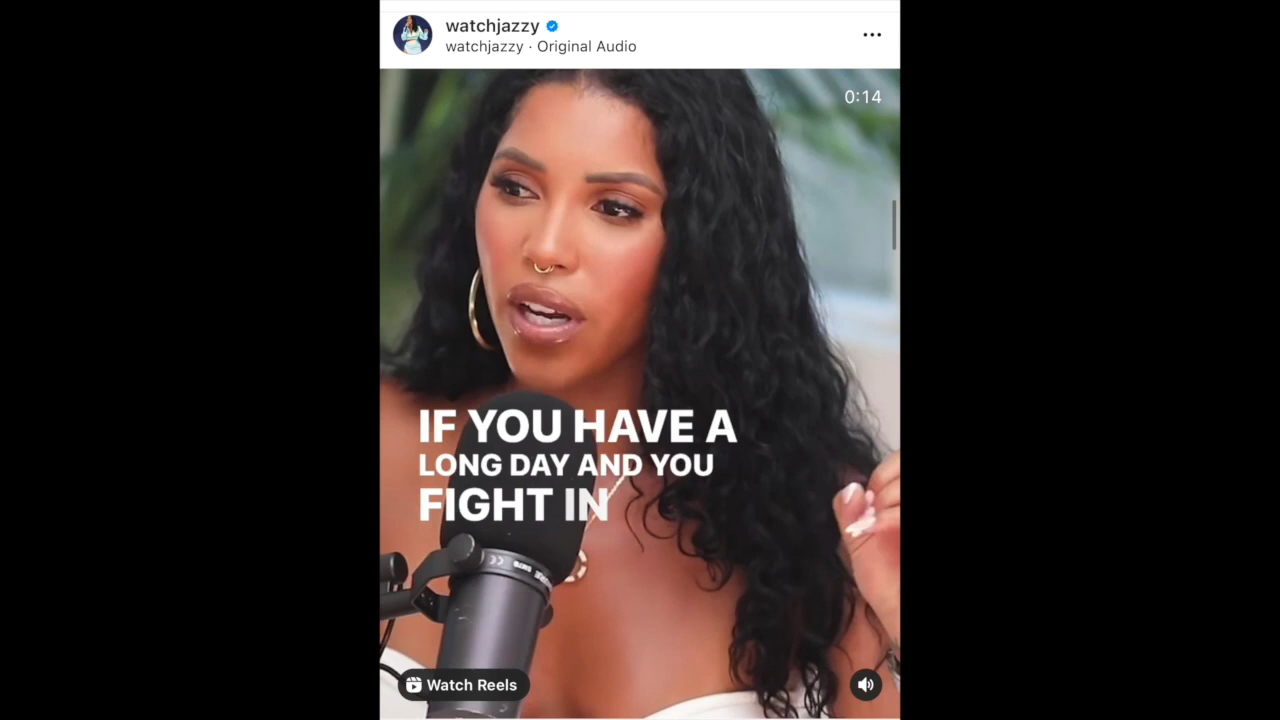 watchjazzy
watchjazzy · Original Audio
0:14
IF YOU HAVE A
LONG DAY AND YOU
FIGHT IN
Watch Reels